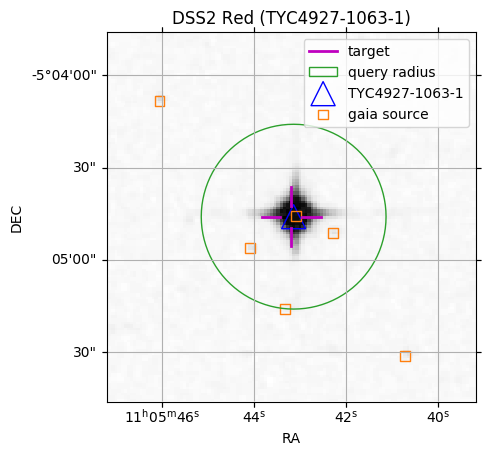 DSS2 Red (TYC4927-1063-1)
target
query radius
TYC4927-1063-1
gaia source
-5°04'00"
30"
05'00"
30"
DEC
11ʰ05ᵐ46ˢ 44ˢ 42ˢ 40ˢ
RA